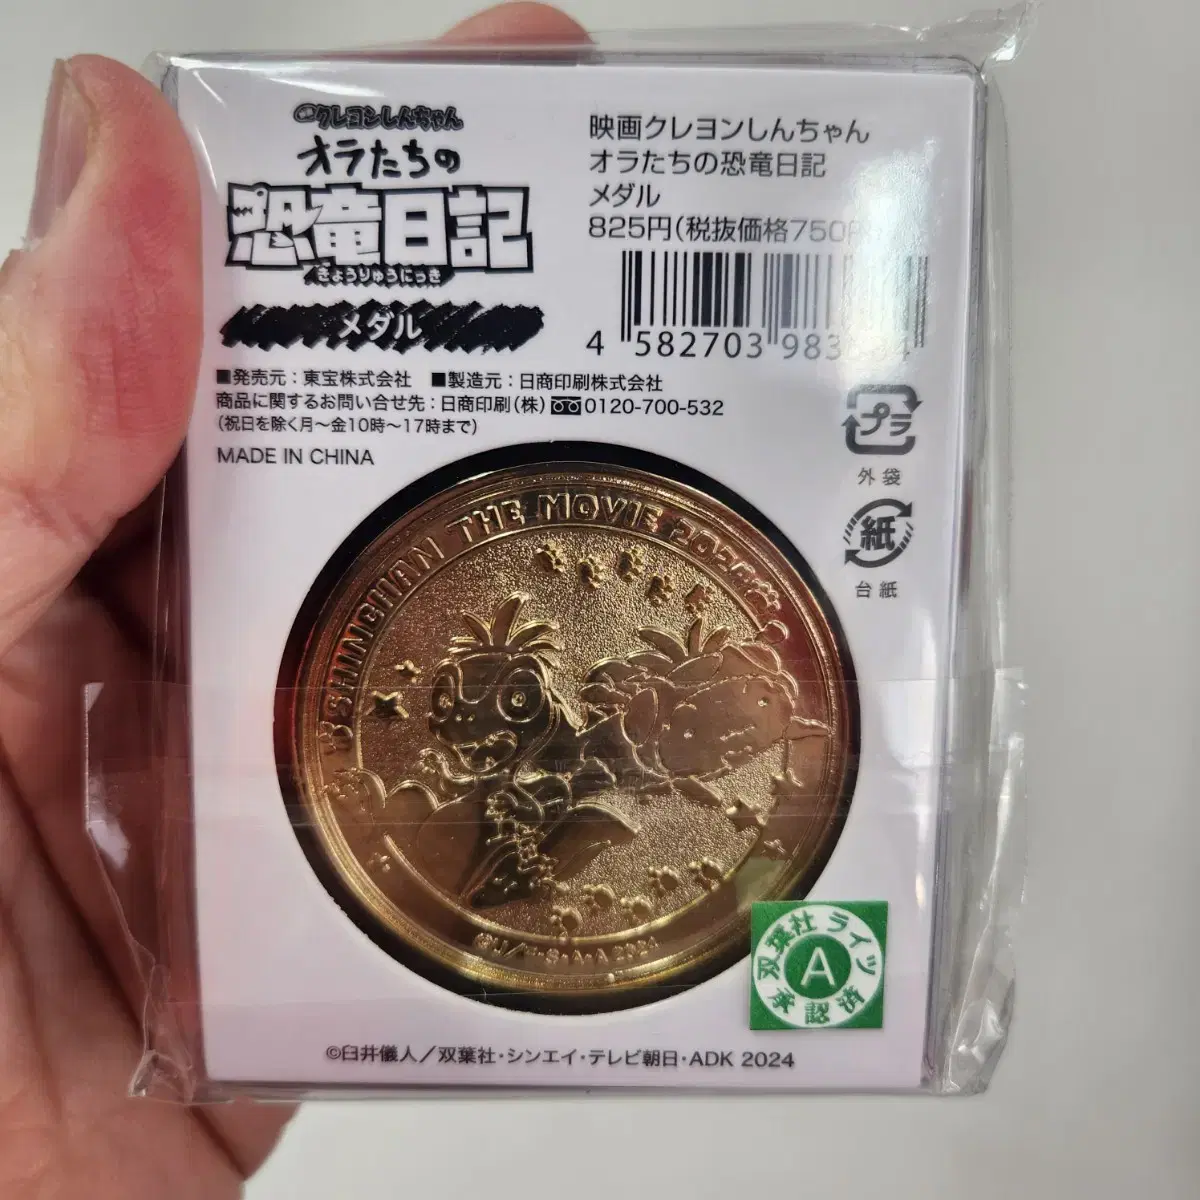 クレヨンしんちゃん
オラたちの
恐竜日記
きょうりゅうにっき
メダル
映画クレヨンしんちゃん
オラたちの恐竜日記
メダル
825円(税抜価格750円
4 582703
■発売元:東宝株式会社 ■製造元:日商印刷株式会社
商品に関するお問い合せ先:日商印刷(株) 0120-700-532
(祝日を除く月〜金10時〜17時まで)
MADE IN CHINA
プラ
外袋
紙
台紙
SHINCHAN THE MOVIE 2024
双葉社ライツ
A
承認済
©臼井儀人/双葉社・シンエイ・テレビ朝日・ADK 2024